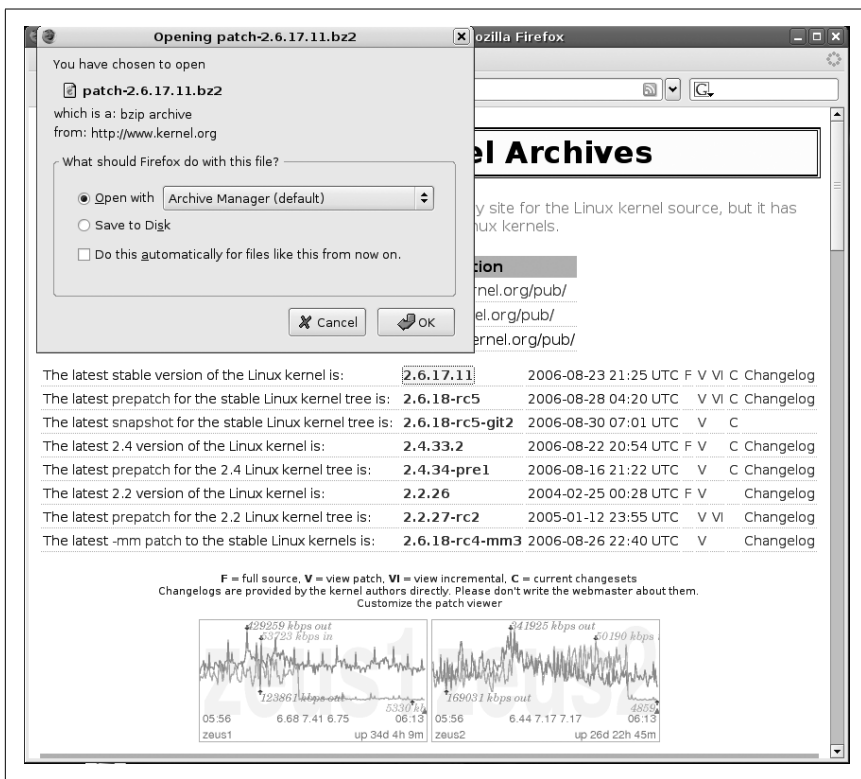 Opening patch-2.6.17.11.bz2
ozilla Firefox
You have chosen to open
patch-2.6.17.11.bz2
which is a: bzip archive
from: http://www.kernel.org
What should Firefox do with this file?
Open with Archive Manager (default)
Save to Disk
Do this automatically for files like this from now on.
Cancel OK
G
el Archives
y site for the Linux kernel source, but it has
nux kernels.
tion
rnel.org/pub/
el.org/pub/
ernel.org/pub/
The latest stable version of the Linux kernel is: 2.6.17.11 2006-08-23 21:25 UTC F V VI C Changelog
The latest prepatch for the stable Linux kernel tree is: 2.6.18-rc5 2006-08-28 04:20 UTC V VI C Changelog
The latest snapshot for the stable Linux kernel tree is: 2.6.18-rc5-git2 2006-08-30 07:01 UTC V C
The latest 2.4 version of the Linux kernel is: 2.4.33.2 2006-08-22 20:54 UTC F V C Changelog
The latest prepatch for the 2.4 Linux kernel tree is: 2.4.34-pre1 2006-08-16 21:22 UTC V C Changelog
The latest 2.2 version of the Linux kernel is: 2.2.26 2004-02-25 00:28 UTC F V Changelog
The latest prepatch for the 2.2 Linux kernel tree is: 2.2.27-rc2 2005-01-12 23:55 UTC V VI Changelog
The latest -mm patch to the stable Linux kernels is: 2.6.18-rc4-mm3 2006-08-26 22:40 UTC V Changelog
F = full source, V = view patch, VI = view incremental, C = current changesets
Changelogs are provided by the kernel authors directly. Please don't write the webmaster about them.
Customize the patch viewer
429259 kbps out
53723 kbps in
zeus1
123861 kbps out
5330 kb
05:56 6.68 7.41 6.75 06:13
zeus1 up 34d 4h 9m
341925 kbps out
50190 kbps
zeus2
169031 kbps out
4859
05:56 6.44 7.17 7.17 06:13
zeus2 up 26d 22h 45m